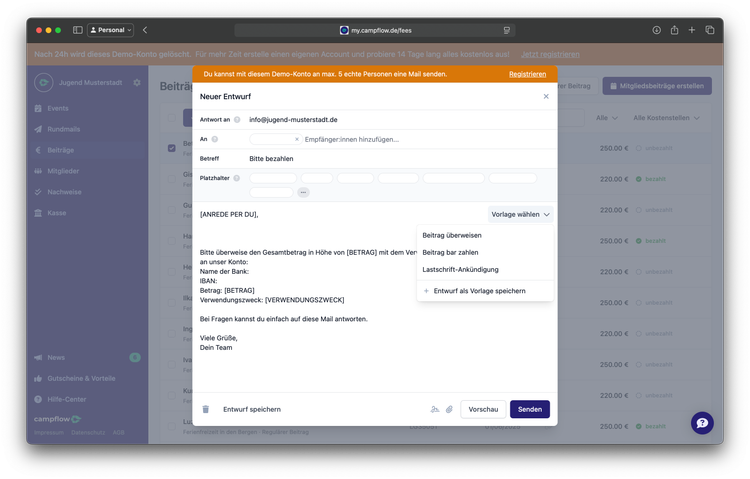 Personal
my.campflow.de/fees
Nach 24h wird dieses Demo-Konto gelöscht. Für mehr Zeit erstelle einen eigenen Account und probiere 14 Tage lang alles kostenlos aus! Jetzt registrieren
Du kannst mit diesem Demo-Konto an max. 5 echte Personen eine Mail senden. Registrieren
Jugend Musterstadt
Events
Rundmails
Beiträge
Mitglieder
Nachweise
Kasse
News
6
Gutscheine & Vorteile
Hilfe-Center
campflow
Impressum Datenschutz AGB
Beitrag
Mitgliedsbeiträge erstellen
Alle
Alle Kostenstellen
250.00 € unbezahlt
220.00 € bezahlt
220.00 € unbezahlt
250.00 € bezahlt
220.00 € unbezahlt
250.00 € unbezahlt
220.00 € unbezahlt
250.00 € unbezahlt
250.00 € unbezahlt
220.00 € bezahlt
Neuer Entwurf
Antwort an
info@jugend-musterstadt.de
An
Empfänger:innen hinzufügen...
Betreff
Bitte bezahlen
Platzhalter
[ANREDE PER DU],
Vorlage wählen
Beitrag überweisen
Beitrag bar zahlen
Lastschrift-Ankündigung
+ Entwurf als Vorlage speichern
Bitte überweise den Gesamtbetrag in Höhe von [BETRAG] mit dem
an unser Konto:
Name der Bank:
IBAN:
Betrag: [BETRAG]
Verwendungszweck: [VERWENDUNGSZWECK]
Bei Fragen kannst du einfach auf diese Mail antworten.
Viele Grüße,
Dein Team
Entwurf speichern
Vorschau
Senden